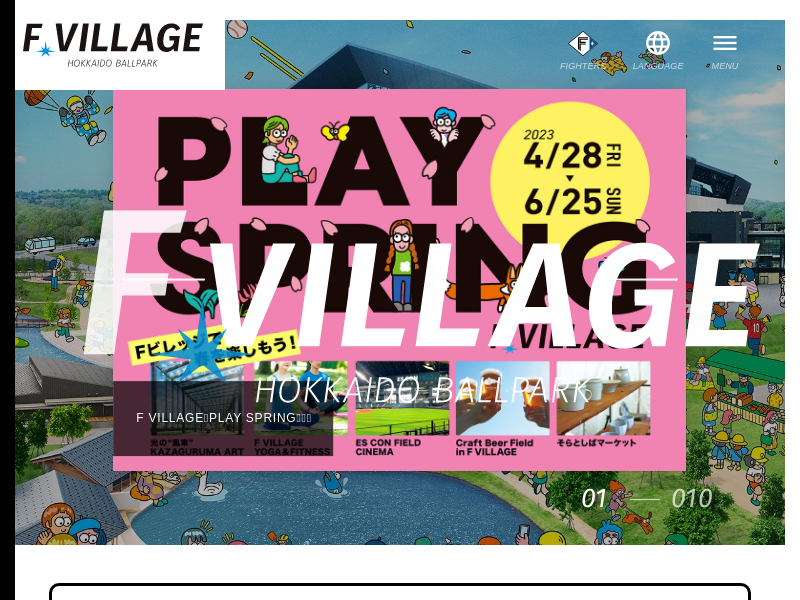 F VILLAGE
HOKKAIDO BALLPARK
FIGHTERS
LANGUAGE
MENU
PLAY
SPRING
2023
4/28 FRI
6/25 SUN
F VILLAGE
HOKKAIDO BALLPARK
F VILLAGE
Fビレッジで
春を楽しもう!
F VILLAGE PLAY SPRING
光の"風車"
KAZAGURUMA ART
F VILLAGE
YOGA&FITNESS
ES CON FIELD
CINEMA
Craft Beer Field
in F VILLAGE
そらとしばマーケット
01
010